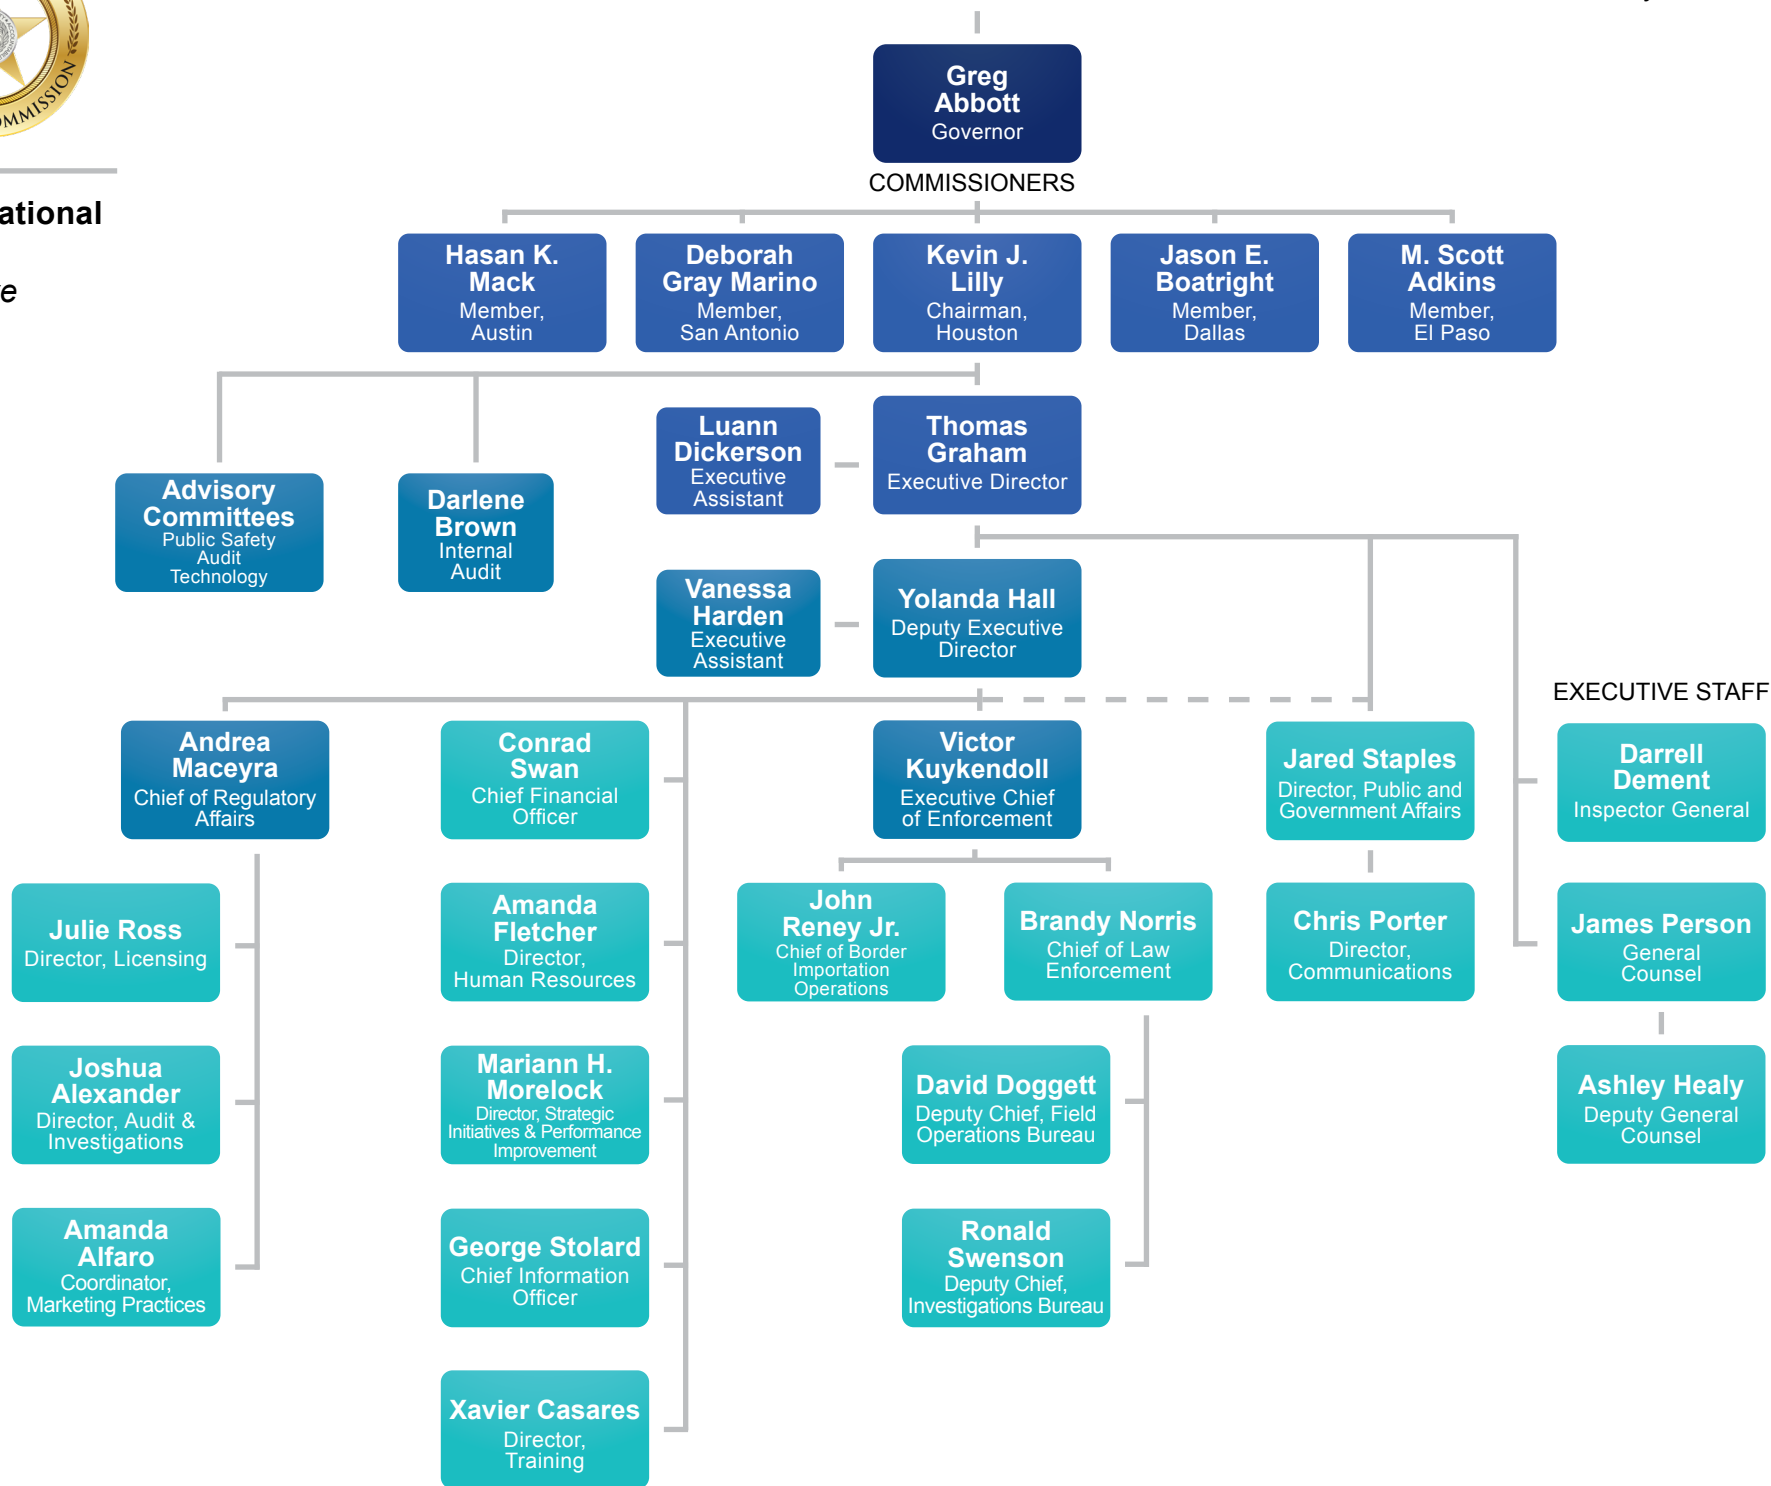 COMMISSION
ational
e
Greg
Abbott
Governor
COMMISSIONERS
Hasan K.
Mack
Member,
Austin
Deborah
Gray Marino
Member,
San Antonio
Kevin J.
Lilly
Chairman,
Houston
Jason E.
Boatright
Member,
Dallas
M. Scott
Adkins
Member,
El Paso
Luann
Dickerson
Executive
Assistant
Thomas
Graham
Executive Director
Advisory
Committees
Public Safety
Audit
Technology
Darlene
Brown
Internal
Audit
Vanessa
Harden
Executive
Assistant
Yolanda Hall
Deputy Executive
Director
EXECUTIVE STAFF
Andrea
Maceyra
Chief of Regulatory
Affairs
Conrad
Swan
Chief Financial
Officer
Victor
Kuykendoll
Executive Chief
of Enforcement
Jared Staples
Director, Public and
Government Affairs
Darrell
Dement
Inspector General
Julie Ross
Director, Licensing
Amanda
Fletcher
Director,
Human Resources
John
Reney Jr.
Chief of Border
Importation
Operations
Brandy Norris
Chief of Law
Enforcement
Chris Porter
Director,
Communications
James Person
General
Counsel
Joshua
Alexander
Director, Audit &
Investigations
Mariann H.
Morelock
Director, Strategic
Initiatives & Performance
Improvement
David Doggett
Deputy Chief, Field
Operations Bureau
Ashley Healy
Deputy General
Counsel
Amanda
Alfaro
Coordinator,
Marketing Practices
George Stolard
Chief Information
Officer
Ronald
Swenson
Deputy Chief,
Investigations Bureau
Xavier Casares
Director,
Training